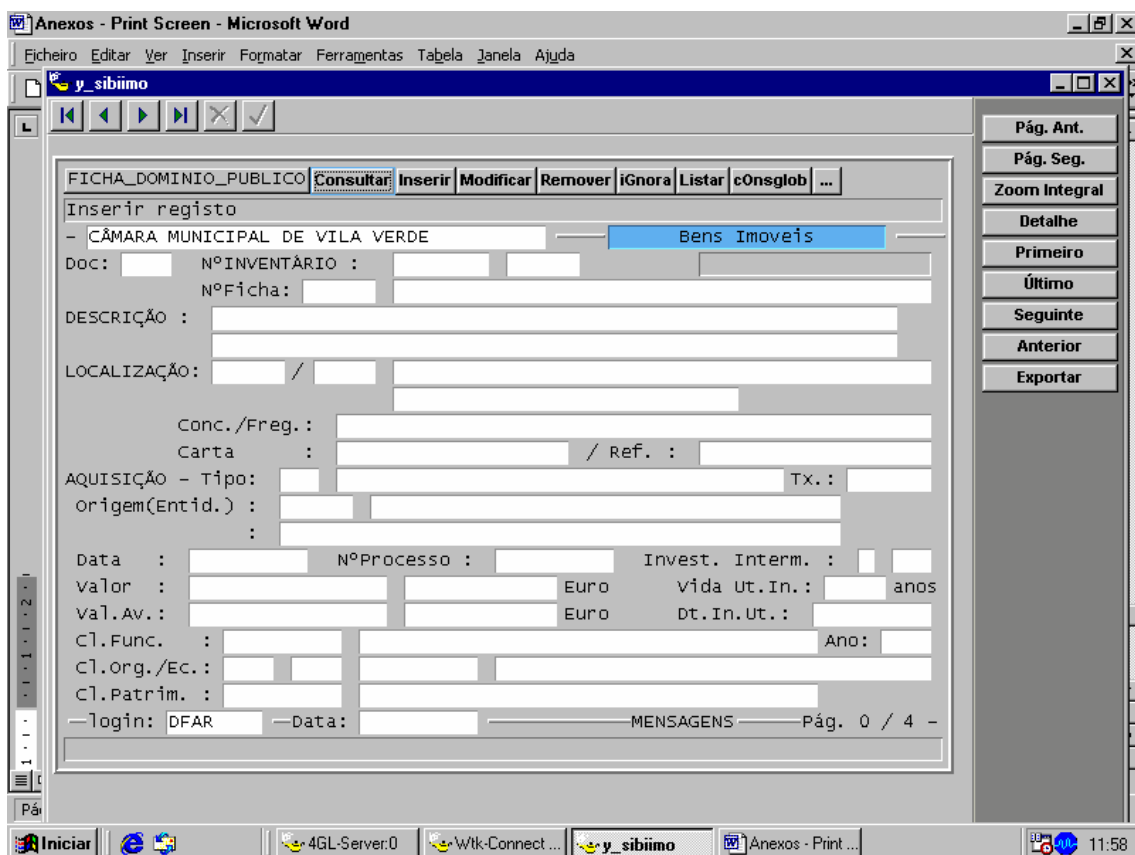 Anexos - Print Screen - Microsoft Word
Ficheiro Editar Ver Inserir Formatar Ferramentas Tabela Janela Ajuda
y_sibiimo
Pág. Ant.
Pág. Seg.
Zoom Integral
Detalhe
Primeiro
Último
Seguinte
Anterior
Exportar
FICHA_DOMINIO_PUBLICO Consultar Inserir Modificar Remover iGnora Listar cOnsglob ...
Inserir registo
- CÂMARA MUNICIPAL DE VILA VERDE Bens Imoveis
Doc: NºINVENTÁRIO :
NºFicha:
DESCRIÇÃO :
LOCALIZAÇÃO: /
Conc./Freg.:
Carta : / Ref. :
AQUISIÇÃO - Tipo: Tx.:
Origem(Entid.) :
:
Data : NºProcesso : Invest. Interm. :
Valor : Euro Vida Ut.In.: anos
Val.Av.: Euro Dt.In.Ut.:
Cl.Func. : Ano:
Cl.Org./Ec.:
Cl.Patrim. :
login: DFAR Data: MENSAGENS Pág. 0 / 4 -
Iniciar 4GL-Server:0 Wtk-Connect ... y_sibiimo Anexos - Print ... 11:58